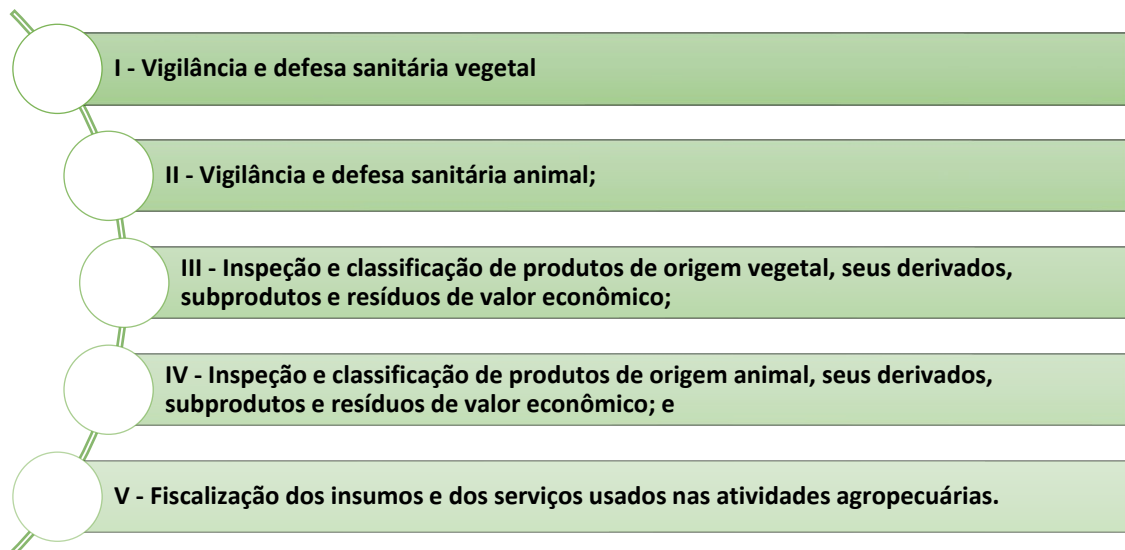 I - Vigilância e defesa sanitária vegetal
II - Vigilância e defesa sanitária animal;
III - Inspeção e classificação de produtos de origem vegetal, seus derivados,
subprodutos e resíduos de valor econômico;
IV - Inspeção e classificação de produtos de origem animal, seus derivados,
subprodutos e resíduos de valor econômico; e
V - Fiscalização dos insumos e dos serviços usados nas atividades agropecuárias.